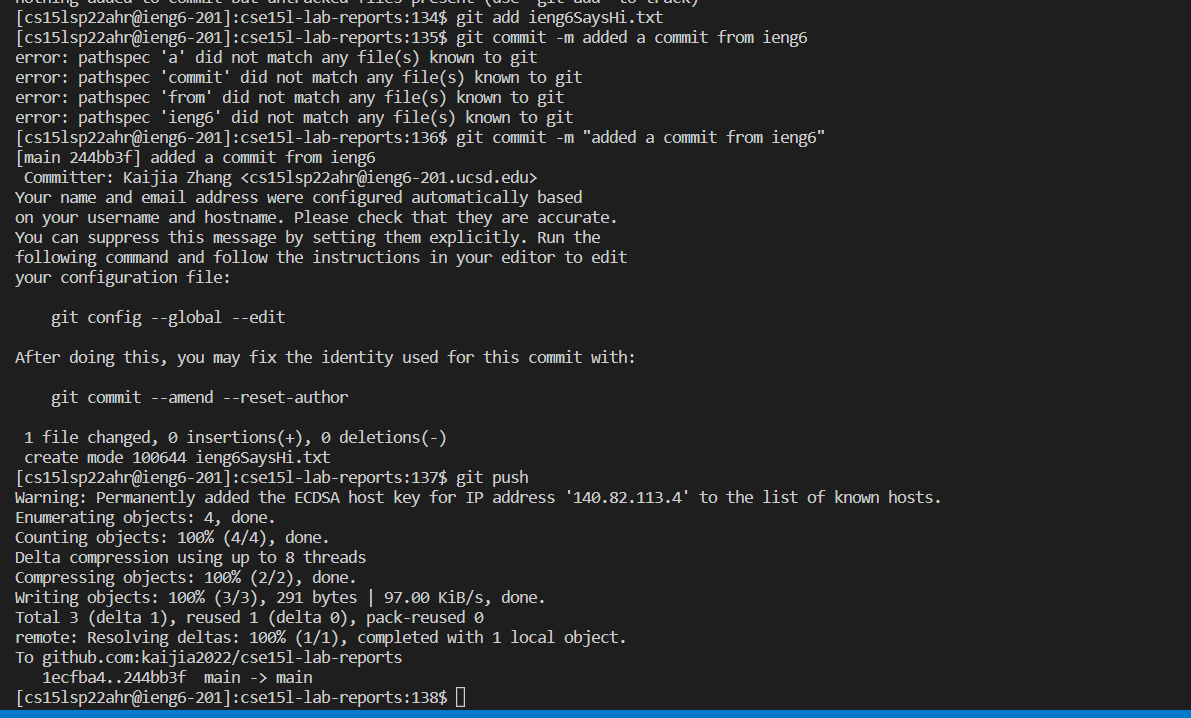 nothing added to commit but untracked files present (use "git add" to track)
[cs15lsp22ahr@ieng6-201]:cse15l-lab-reports:134$ git add ieng6SaysHi.txt
[cs15lsp22ahr@ieng6-201]:cse15l-lab-reports:135$ git commit -m added a commit from ieng6
error: pathspec 'a' did not match any file(s) known to git
error: pathspec 'commit' did not match any file(s) known to git
error: pathspec 'from' did not match any file(s) known to git
error: pathspec 'ieng6' did not match any file(s) known to git
[cs15lsp22ahr@ieng6-201]:cse15l-lab-reports:136$ git commit -m "added a commit from ieng6"
[main 244bb3f] added a commit from ieng6
 Committer: Kaijia Zhang <cs15lsp22ahr@ieng6-201.ucsd.edu>
Your name and email address were configured automatically based
on your username and hostname. Please check that they are accurate.
You can suppress this message by setting them explicitly. Run the
following command and follow the instructions in your editor to edit
your configuration file:

    git config --global --edit

After doing this, you may fix the identity used for this commit with:

    git commit --amend --reset-author

 1 file changed, 0 insertions(+), 0 deletions(-)
 create mode 100644 ieng6SaysHi.txt
[cs15lsp22ahr@ieng6-201]:cse15l-lab-reports:137$ git push
Warning: Permanently added the ECDSA host key for IP address '140.82.113.4' to the list of known hosts.
Enumerating objects: 4, done.
Counting objects: 100% (4/4), done.
Delta compression using up to 8 threads
Compressing objects: 100% (2/2), done.
Writing objects: 100% (3/3), 291 bytes | 97.00 KiB/s, done.
Total 3 (delta 1), reused 1 (delta 0), pack-reused 0
remote: Resolving deltas: 100% (1/1), completed with 1 local object.
To github.com:kaijia2022/cse15l-lab-reports
   1ecfba4..244bb3f  main -> main
[cs15lsp22ahr@ieng6-201]:cse15l-lab-reports:138$